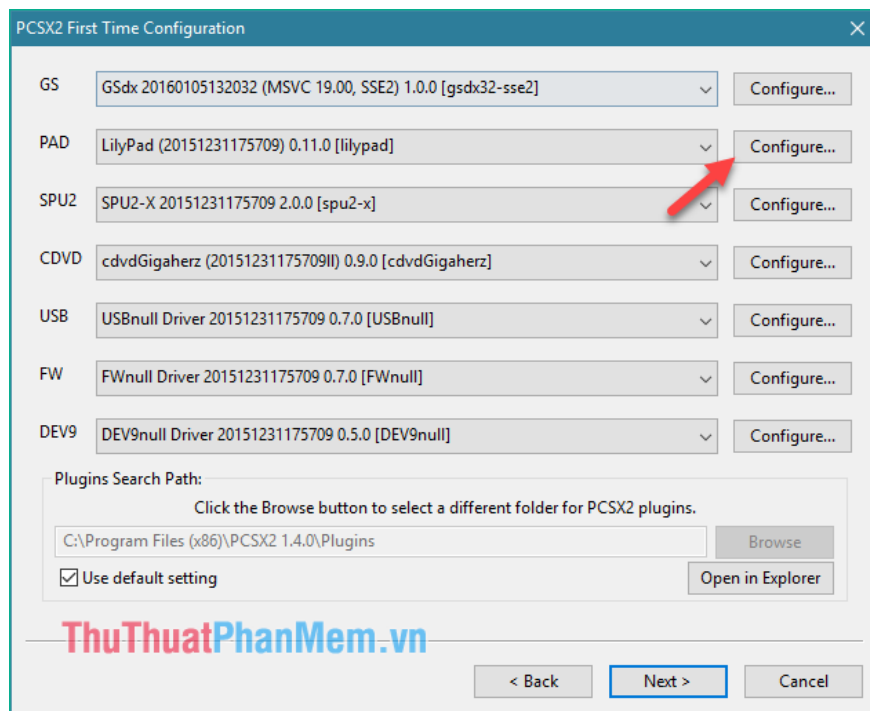 PCSX2 First Time Configuration
GS GSdx 20160105132032 (MSVC 19.00, SSE2) 1.0.0 [gsdx32-sse2] Configure...
PAD LilyPad (20151231175709) 0.11.0 [lilypad] Configure...
SPU2 SPU2-X 20151231175709 2.0.0 [spu2-x] Configure...
CDVD cdvdGigaherz (20151231175709II) 0.9.0 [cdvdGigaherz] Configure...
USB USBnull Driver 20151231175709 0.7.0 [USBnull] Configure...
FW FWnull Driver 20151231175709 0.7.0 [FWnull] Configure...
DEV9 DEV9null Driver 20151231175709 0.5.0 [DEV9null] Configure...
Plugins Search Path:
Click the Browse button to select a different folder for PCSX2 plugins.
C:\Program Files (x86)\PCSX2 1.4.0\Plugins Browse
Use default setting Open in Explorer
ThuThuatPhanMem.vn
< Back Next > Cancel